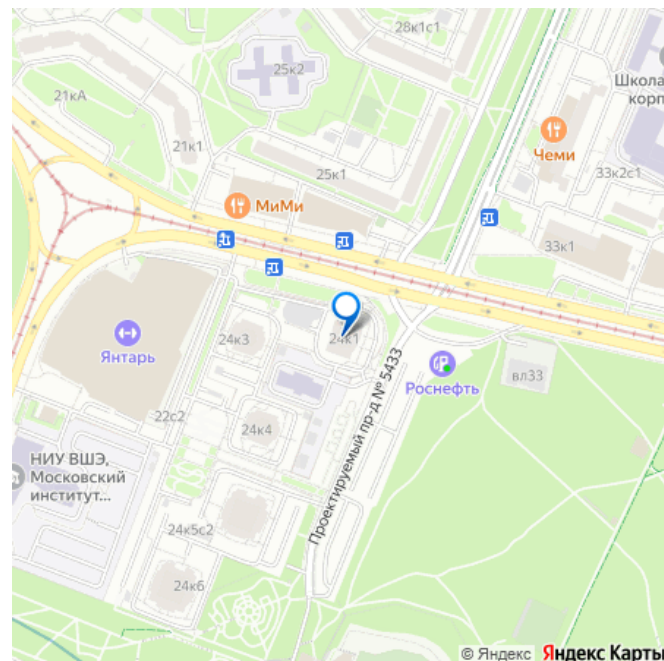 28к1с1
25к2
21кА
Школа
корп
21к1
Чеми
25к1
33к2с1
МиМи
33к1
24к3
24к1
Янтарь
Роснефть
вл33
Проектируемый пр-д № 5433
22с2
24к4
НИУ ВШЭ,
Московский
институт...
24к5с2
24к6
© Яндекс Яндекс Карты